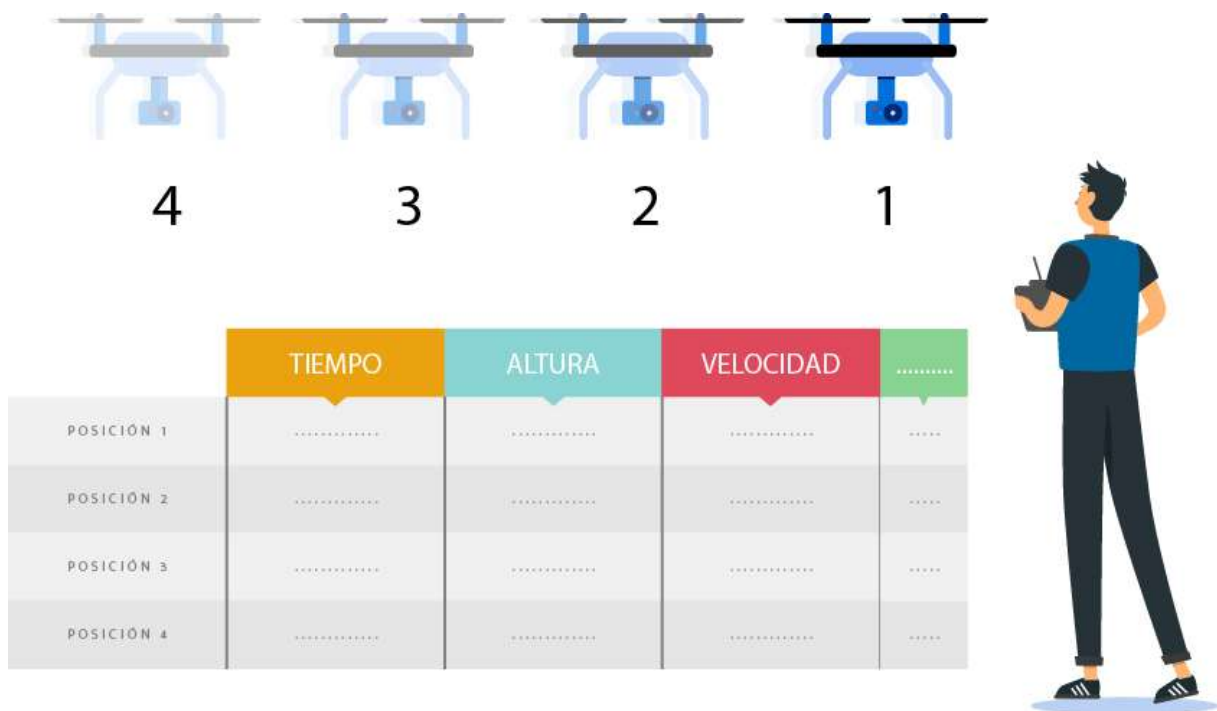 4 3 2 1
TIEMPO ALTURA VELOCIDAD ..........
POSICIÓN 1 ............. ............. ............. .....
POSICIÓN 2 ............. ............. ............. .....
POSICIÓN 3 ............. ............. ............. .....
POSICIÓN 4 ............. ............. ............. .....